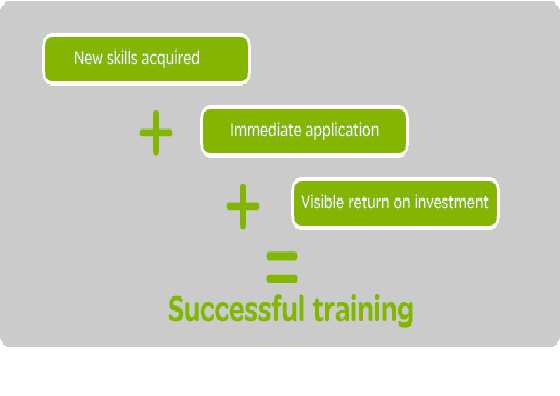 New skills acquired
+
Immediate application
+
Visible return on investment
=
Successful training